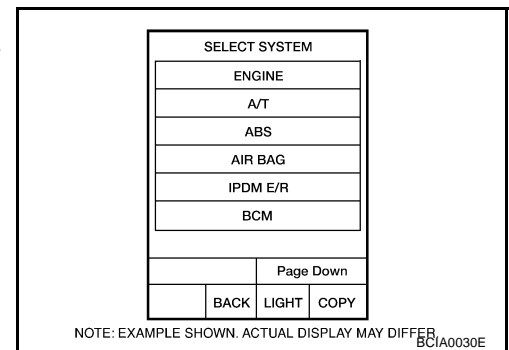 SELECT SYSTEM
ENGINE
A/T
ABS
AIR BAG
IPDM E/R
BCM
Page Down
BACK LIGHT COPY
NOTE: EXAMPLE SHOWN. ACTUAL DISPLAY MAY DIFFER.
BCIA0030E